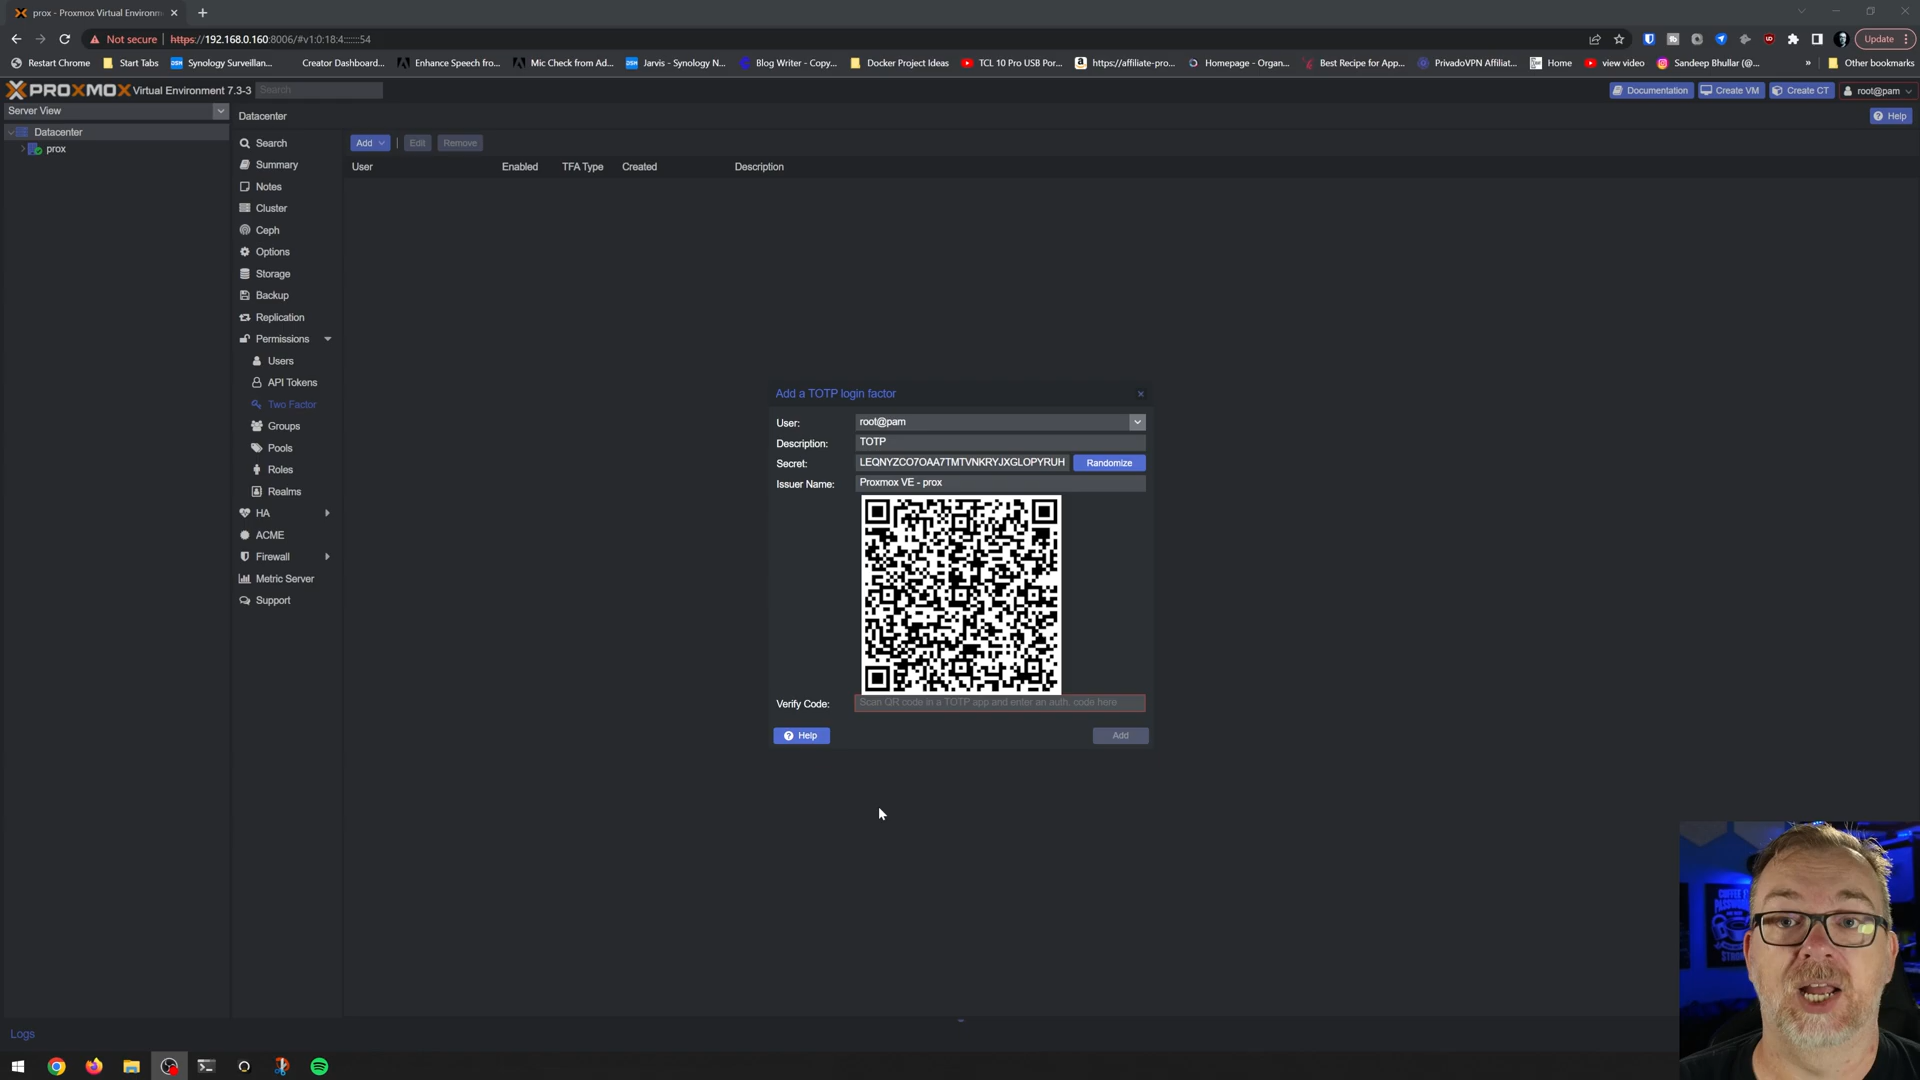 prox - Proxmox Virtual Environm
Not secure https://192.168.0.160:8006/#v1:0:18:4::::::54
Update
Restart Chrome Start Tabs Synology Surveillan... Creator Dashboard... Enhance Speech fro... Mic Check from Ad... Jarvis - Synology N... Blog Writer - Copy... Docker Project Ideas TCL 10 Pro USB Por... https://affiliate-pro... Homepage - Organ... Best Recipe for App... PrivadoVPN Affiliat... Home view video Sandeep Bhullar (@... » Other bookmarks
PROXMOX Virtual Environment 7.3-3 Search Documentation Create VM Create CT root@pam
Server View
Datacenter
Help
Datacenter
prox
Search
Summary
Notes
Cluster
Ceph
Options
Storage
Backup
Replication
Permissions
Users
API Tokens
Two Factor
Groups
Pools
Roles
Realms
HA
ACME
Firewall
Metric Server
Support
Add Edit Remove
User Enabled TFA Type Created Description
Add a TOTP login factor
User: root@pam
Description: TOTP
Secret: LEQNYZCO7OAA7TMTVNKRYJXGLOPYRUH Randomize
Issuer Name: Proxmox VE - prox
Verify Code: Scan QR code in a TOTP app and enter an auth. code here
Help Add
Logs
COFFEE